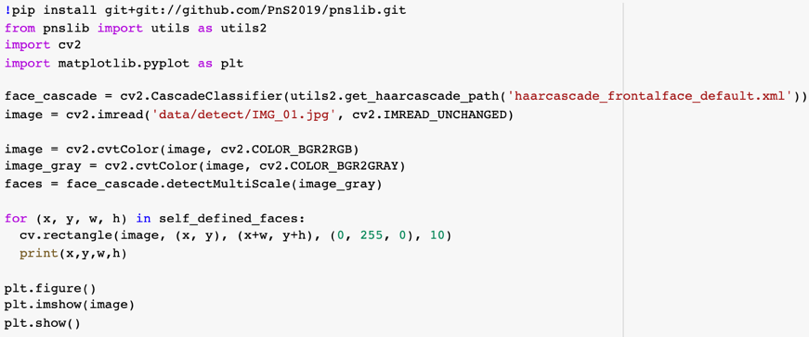 !pip install git+git://github.com/PnS2019/pnslib.git
from pnslib import utils as utils2
import cv2
import matplotlib.pyplot as plt
face_cascade = cv2.CascadeClassifier(utils2.get_haarcascade_path('haarcascade_frontalface_default.xml'))
image = cv2.imread('data/detect/IMG_01.jpg', cv2.IMREAD_UNCHANGED)
image = cv2.cvtColor(image, cv2.COLOR_BGR2RGB)
image_gray = cv2.cvtColor(image, cv2.COLOR_BGR2GRAY)
faces = face_cascade.detectMultiScale(image_gray)
for (x, y, w, h) in self_defined_faces:
  cv.rectangle(image, (x, y), (x+w, y+h), (0, 255, 0), 10)
  print(x,y,w,h)
plt.figure()
plt.imshow(image)
plt.show()